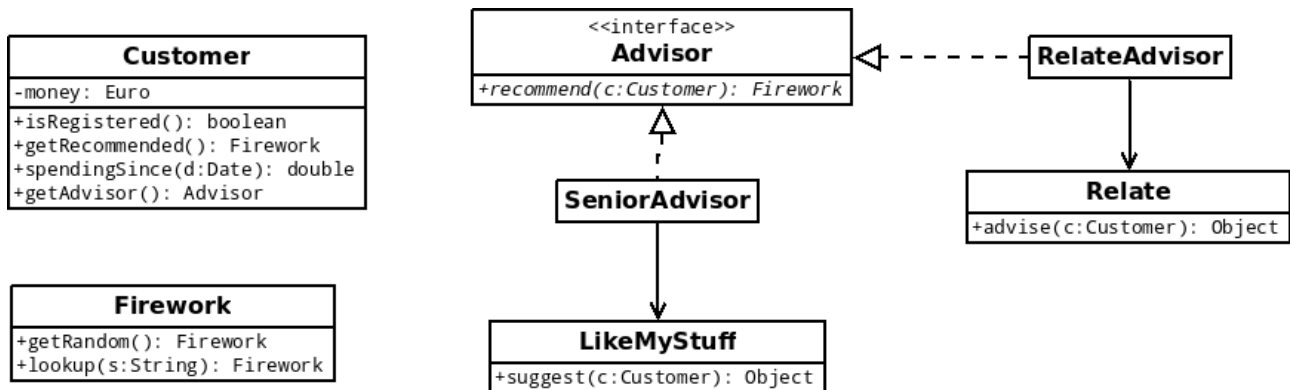 Customer
-money: Euro
+isRegistered(): boolean
+getRecommended(): Firework
+spendingSince(d:Date): double
+getAdvisor(): Advisor
<<interface>>
Advisor
+recommend(c:Customer): Firework
RelateAdvisor
SeniorAdvisor
Relate
+advise(c:Customer): Object
Firework
+getRandom(): Firework
+lookup(s:String): Firework
LikeMyStuff
+suggest(c:Customer): Object